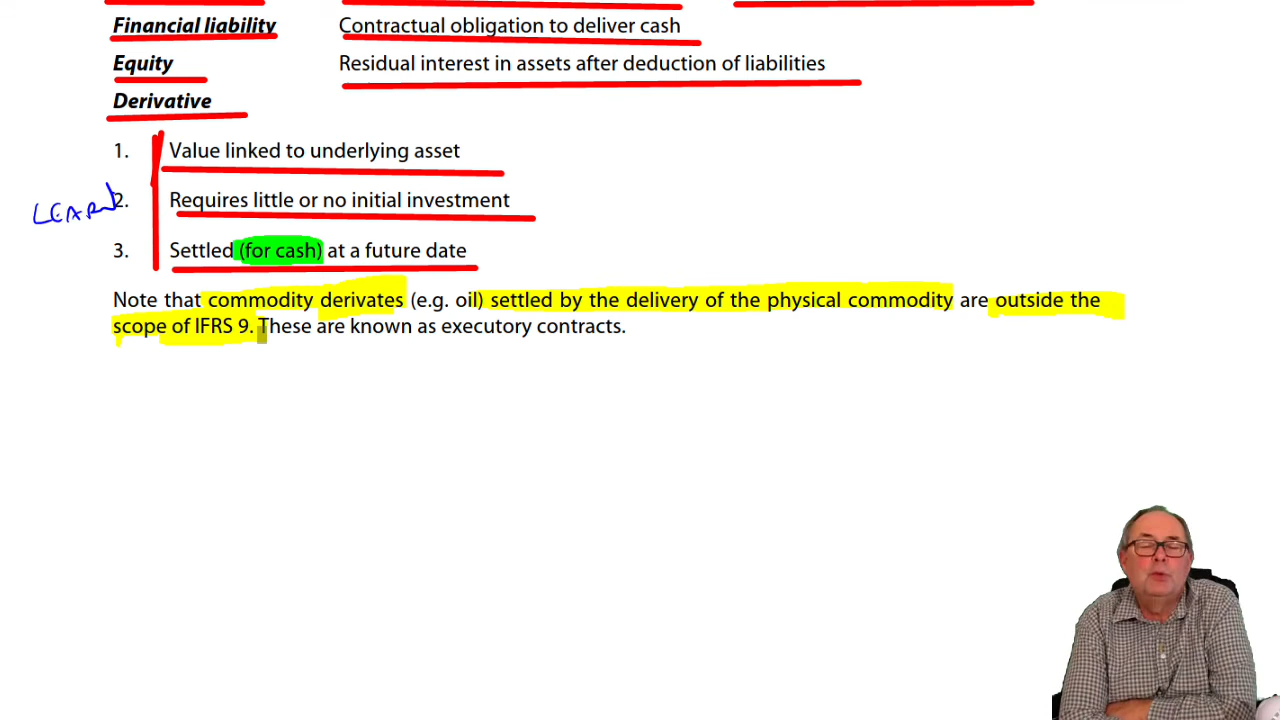 Financial liability Contractual obligation to deliver cash
Equity Residual interest in assets after deduction of liabilities
Derivative
1. Value linked to underlying asset
LEARN 2. Requires little or no initial investment
3. Settled (for cash) at a future date
Note that commodity derivates (e.g. oil) settled by the delivery of the physical commodity are outside the
scope of IFRS 9. These are known as executory contracts.